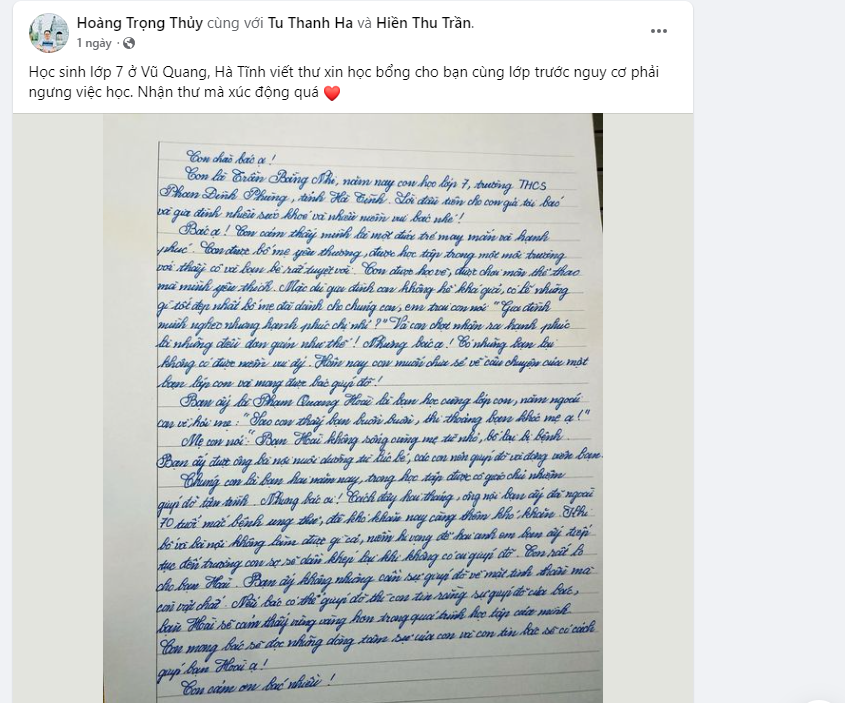 Hoàng Trọng Thủy cùng với Tu Thanh Ha và Hiền Thu Trần.
1 ngày ·
Học sinh lớp 7 ở Vũ Quang, Hà Tĩnh viết thư xin học bổng cho bạn cùng lớp trước nguy cơ phải
ngưng việc học. Nhận thư mà xúc động quá ❤️
Con chào bác ạ!
Con là Trần Băng Nhi, năm nay con học lớp 7, trường THCS
Phan Đình Phùng, tỉnh Hà Tĩnh. Lời đầu tiên cho con gửi tới bác
và gia đình nhiều sức khoẻ và nhiều niềm vui bác nhé!
Bác ạ! Con cảm thấy mình là một đứa trẻ may mắn và hạnh
phúc. Con được bố mẹ yêu thương, được học tập trong một môi trường
với thầy cô và bạn bè rất tuyệt vời. Con được học vẽ, được chơi môn thể thao
mà mình yêu thích. Mặc dù gia đình con không hề khá giả, có lẽ những
gì tốt đẹp nhất bố mẹ đã dành cho chúng con, em trai con nói "Gia đình
mình nghèo nhưng hạnh phúc chị nhỉ?" Và con chợt nhận ra hạnh phúc
là những điều đơn giản như thế! Nhưng bác ạ! Có những bạn lại
không có được niềm vui ấy. Hôm nay con muốn chia sẻ về câu chuyện của một
bạn lớp con và mong được bác giúp đỡ!
Bạn ấy là Phạm Quang Hoài là bạn học cùng lớp con, năm ngoái
con về hỏi mẹ: "Sao con thấy bạn buồn buồn, thi thoảng bạn khóc mẹ ạ!"
Mẹ con nói: "Bạn Hoài không sống cùng mẹ từ nhỏ, bố lại bị bệnh.
Bạn ấy được ông bà nội nuôi dưỡng từ lúc bé, các con nên giúp đỡ và động viên bạn.
Chúng con là bạn hai năm nay, trong học tập được cô giáo chủ nhiệm
giúp đỡ tận tình. Nhưng bác ơi! Cách đây hai tháng, ông nội bạn ấy đã ngoài
70 tuổi mắc bệnh ung thư, đã khó khăn nay càng thêm khó khăn. Khi
bố và bà nội không làm được gì cả, niềm hi vọng để hai anh em bạn ấy tiếp
tục đến trường con sợ sẽ dần khép lại khi không có ai giúp đỡ. Con rất lo
cho bạn Hoài. Bạn ấy không những cần sự giúp đỡ về mặt tinh thần mà
cả vật chất. Nếu bác có thể giúp đỡ thì con tin rằng sự giúp đỡ của bác,
bạn Hoài sẽ cảm thấy vững vàng hơn trong quá trình học tập của mình
Con mong bác sẽ đọc những dòng tâm sự của con và con tin bác sẽ có cách
giúp bạn Hoài ạ!
Con cảm ơn bác nhiều!